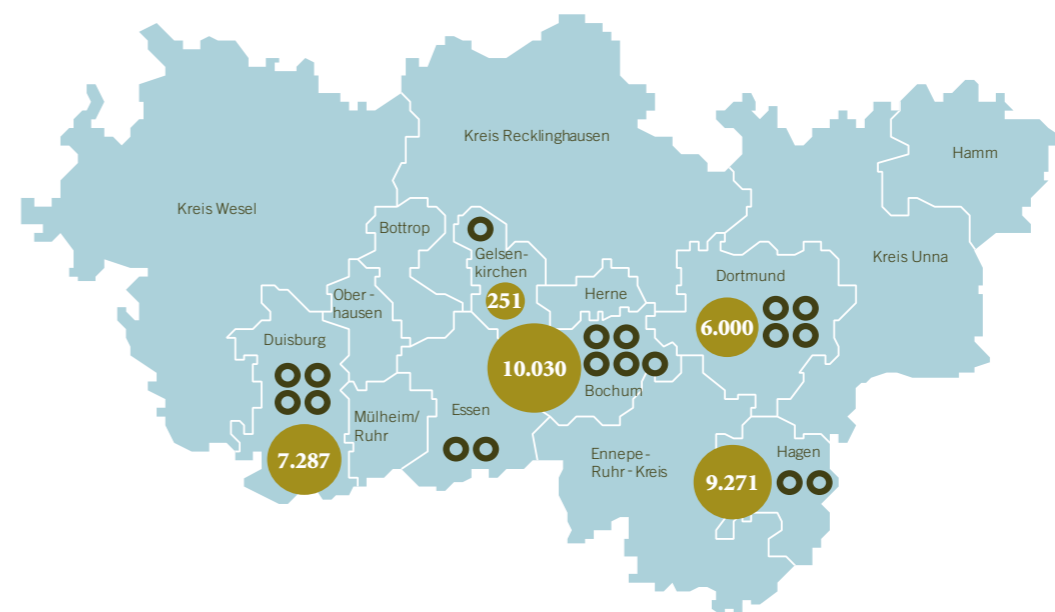 Kreis Recklinghausen
Hamm
Kreis Wesel
Bottrop
Gelsen-
kirchen
251
Kreis Unna
Dortmund
6.000
Ober-
hausen
Herne
Duisburg
10.030
Bochum
Essen
Mülheim/
Ruhr
7.287
Ennepe-
Ruhr-Kreis
Hagen
9.271